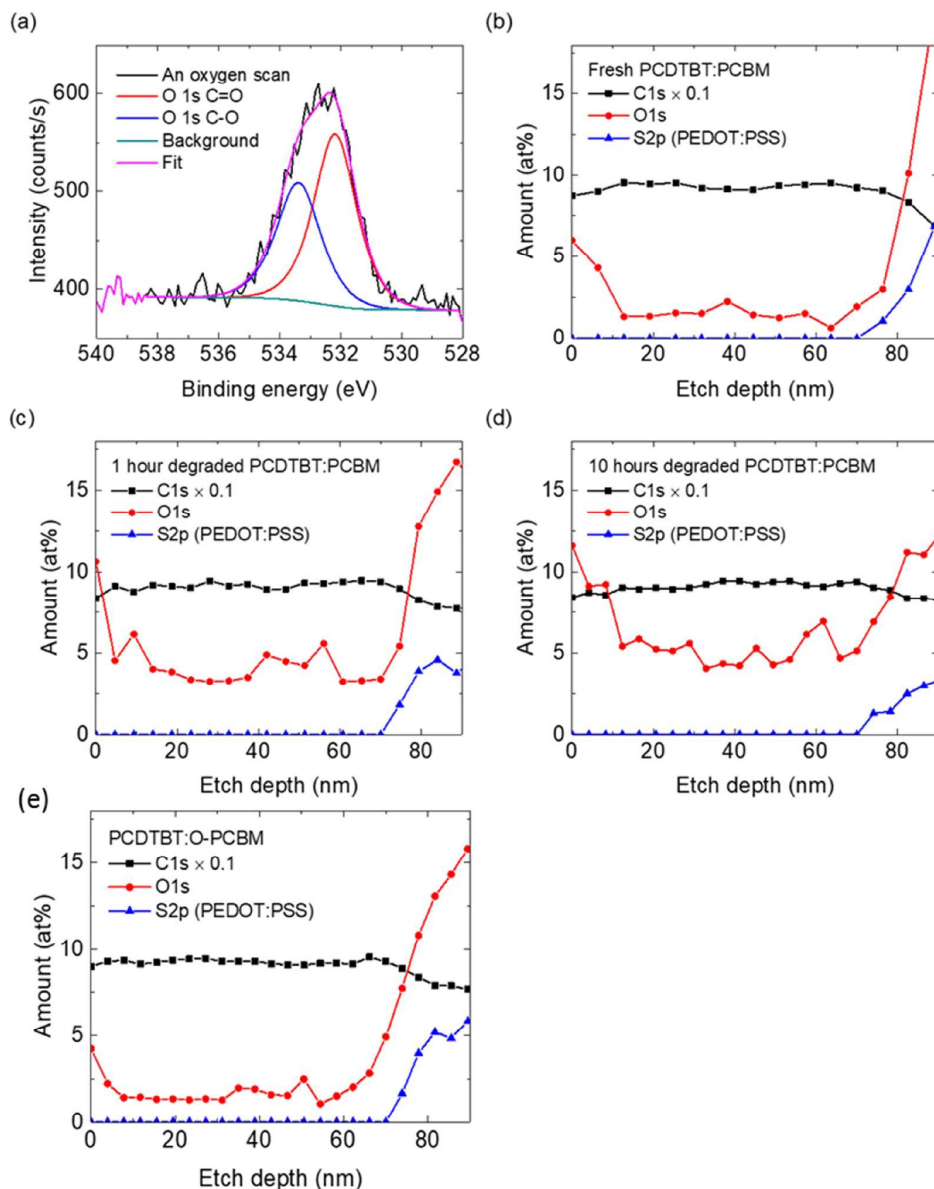 (a)
An oxygen scan
O 1s C=O
O 1s C-O
Background
Fit
600
500
400
Intensity (counts/s)
540 538 536 534 532 530 528
Binding energy (eV)
(b)
Fresh PCDTBT:PCBM
C1s × 0.1
O1s
S2p (PEDOT:PSS)
15
10
5
0
Amount (at%)
0 20 40 60 80
Etch depth (nm)
(c)
1 hour degraded PCDTBT:PCBM
C1s × 0.1
O1s
S2p (PEDOT:PSS)
15
10
5
0
Amount (at%)
0 20 40 60 80
Etch depth (nm)
(d)
10 hours degraded PCDTBT:PCBM
C1s × 0.1
O1s
S2p (PEDOT:PSS)
15
10
5
0
Amount (at%)
0 20 40 60 80
Etch depth (nm)
(e)
PCDTBT:O-PCBM
C1s × 0.1
O1s
S2p (PEDOT:PSS)
15
10
5
0
Amount (at%)
0 20 40 60 80
Etch depth (nm)